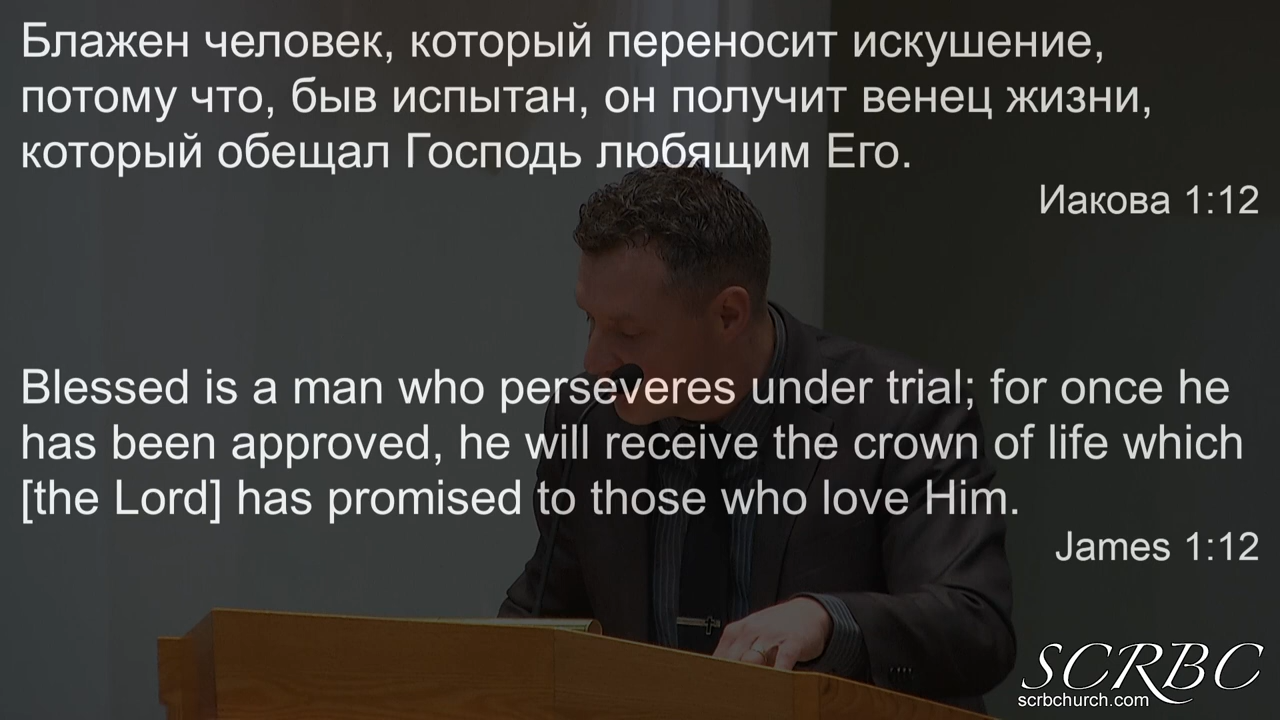 Блажен человек, который переносит искушение,
потому что, быв испытан, он получит венец жизни,
который обещал Господь любящим Его.
Иакова 1:12
Blessed is a man who perseveres under trial; for once he
has been approved, he will receive the crown of life which
[the Lord] has promised to those who love Him.
James 1:12
SCRBC
scrbchurch.com